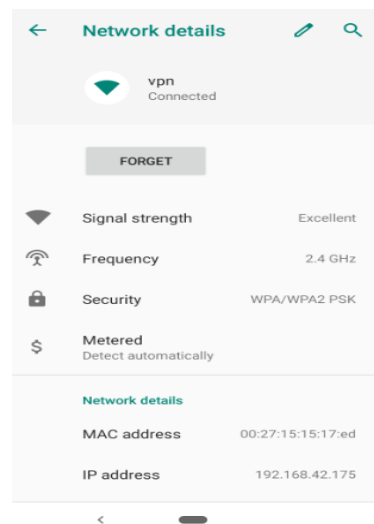 Network details
vpn
Connected
FORGET
Signal strength Excellent
Frequency 2.4 GHz
Security WPA/WPA2 PSK
$ Metered
Detect automatically
Network details
MAC address 00:27:15:15:17:ed
IP address 192.168.42.175